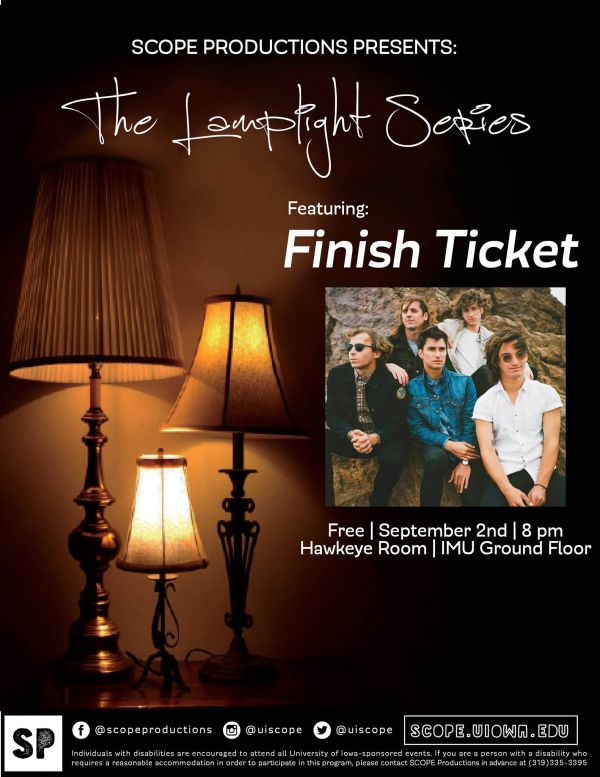 SCOPE PRODUCTIONS PRESENTS:
The Lamplight Series
Featuring:
Finish Ticket
Free | September 2nd | 8 pm
Hawkeye Room | IMU Ground Floor
SP
@scopeproductions @uiscope @uiscope SCOPE.UIOWA.EDU
Individuals with disabilities are encouraged to attend all University of Iowa-sponsored events. If you are a person with a disability who
requires a reasonable accommodation in order to participate in this program, please contact SCOPE Productions in advance at (319)335-3395